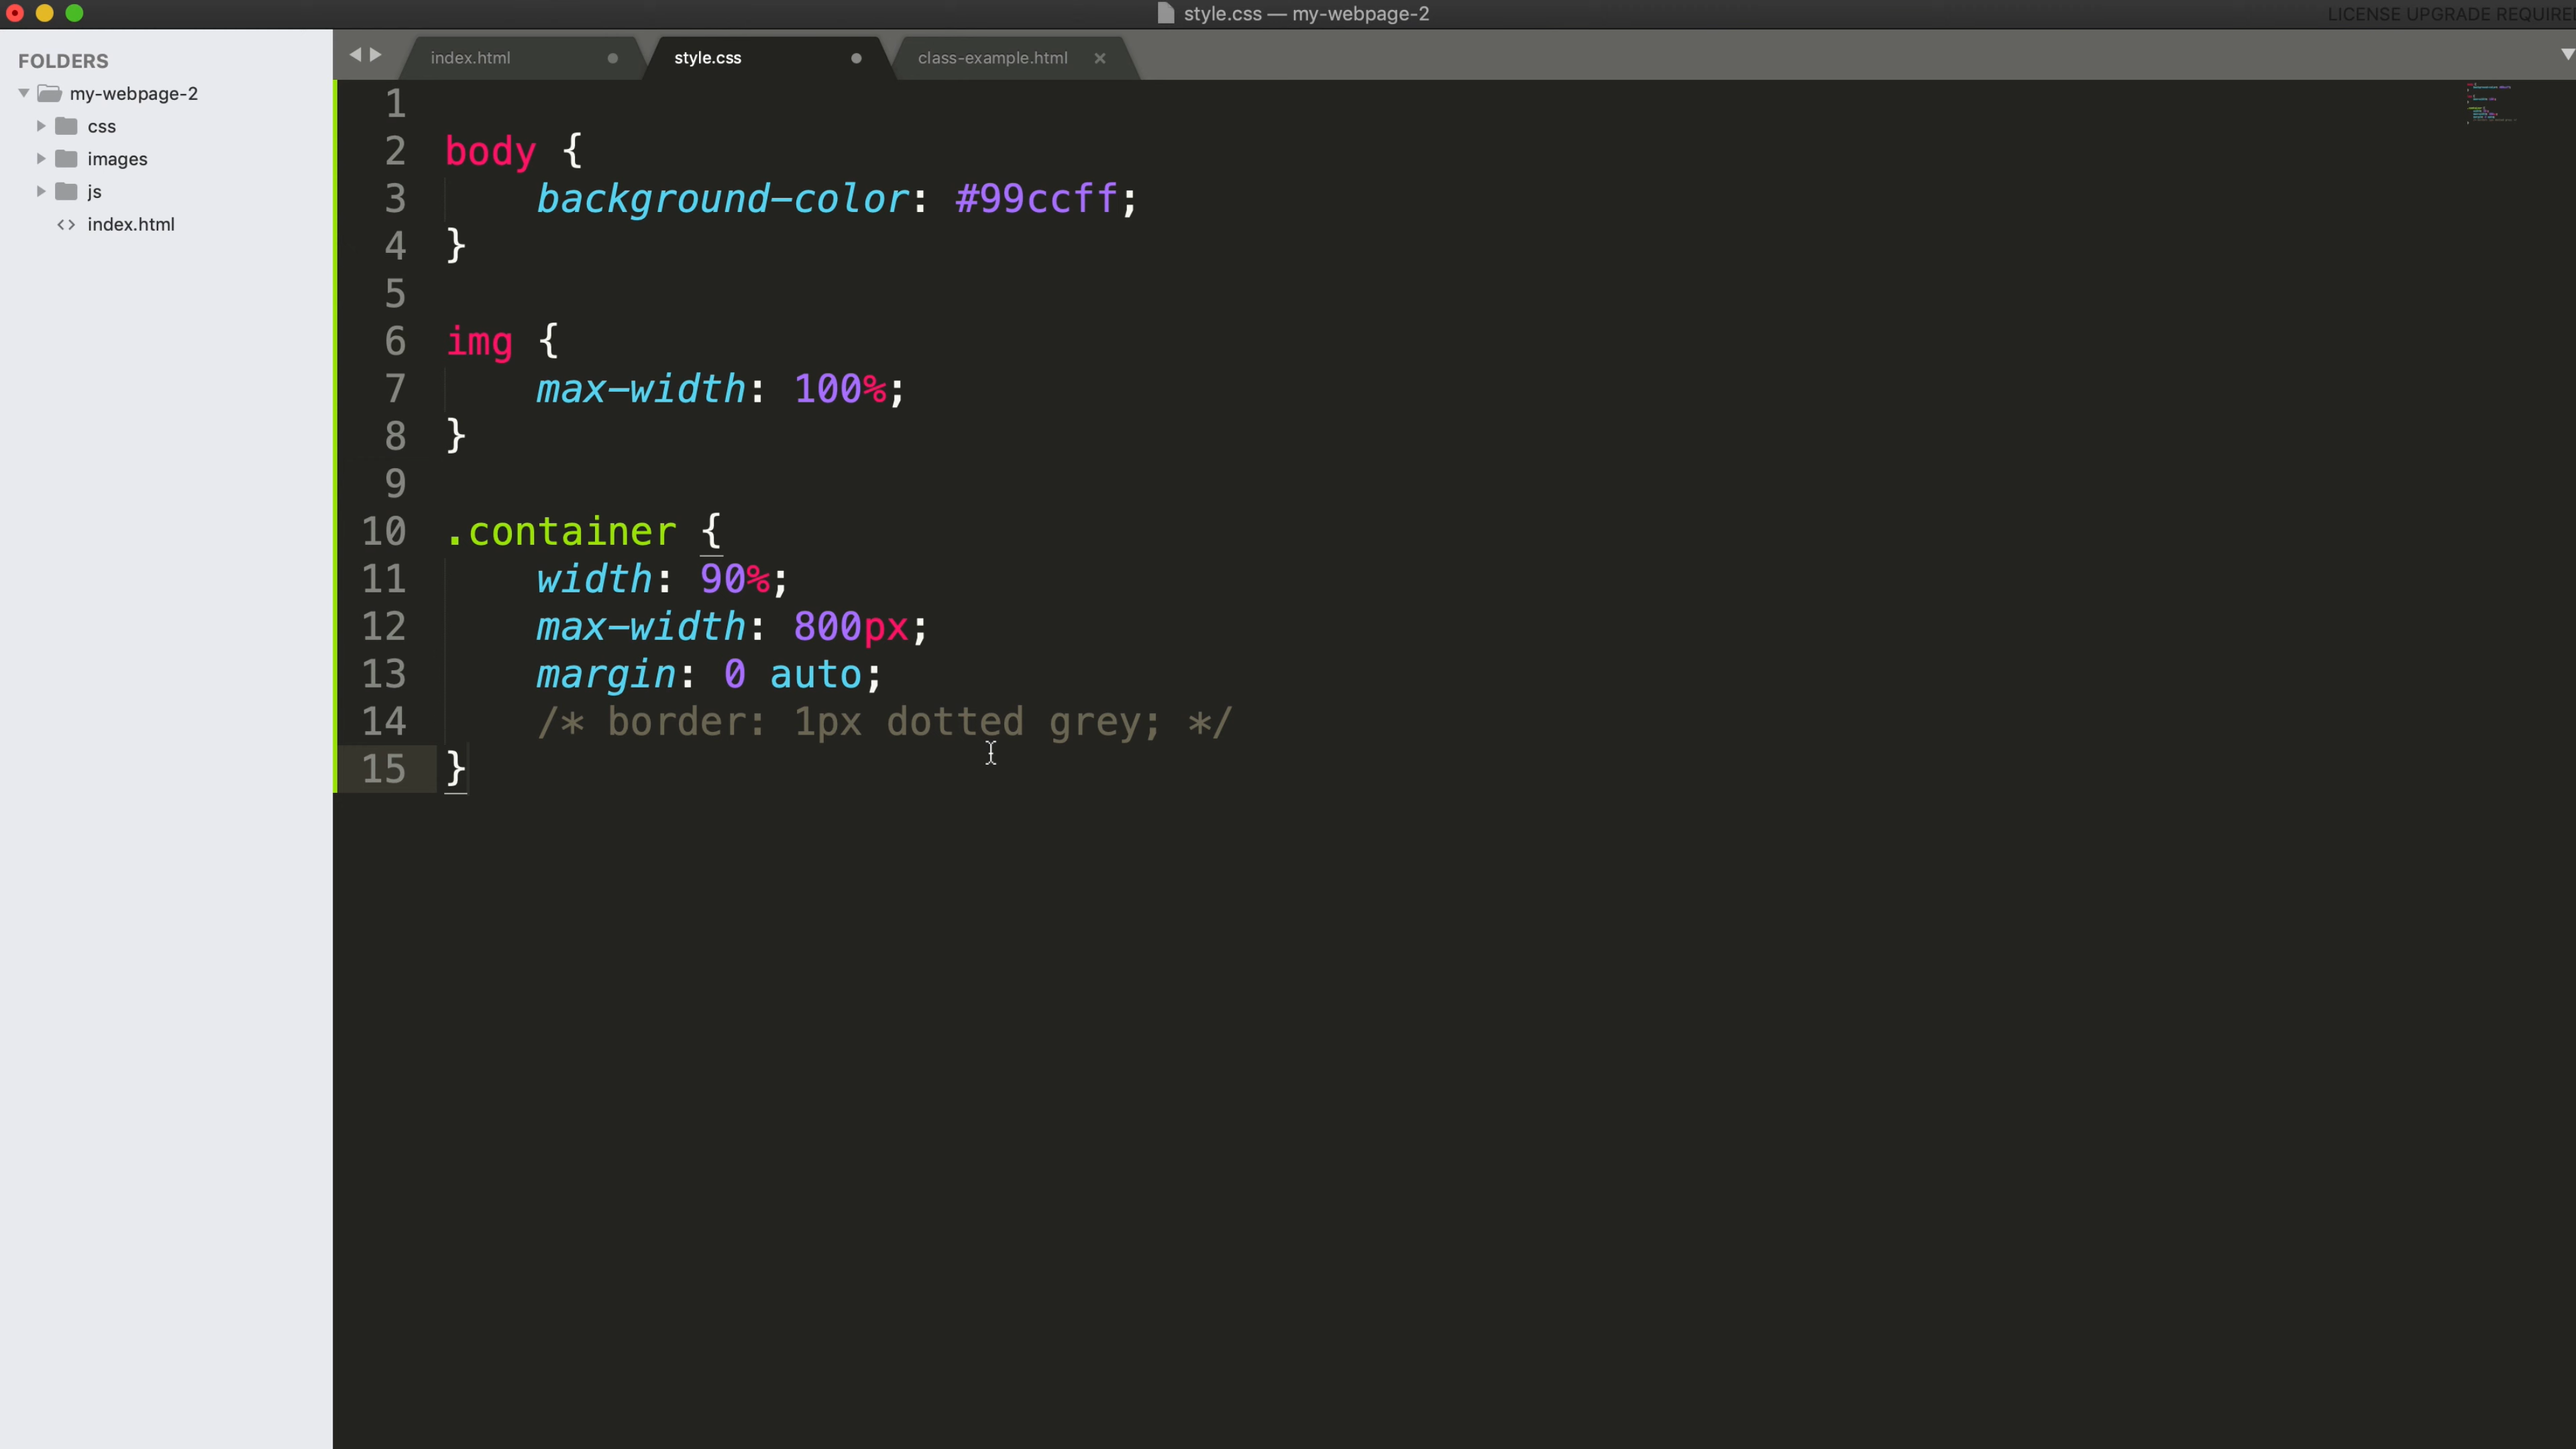 style.css — my-webpage-2
LICENSE UPGRADE REQUIRED
FOLDERS
my-webpage-2
css
images
js
<> index.html
index.html
style.css
class-example.html ×
1
2 body {
3 background-color: #99ccff;
4 }
5
6 img {
7 max-width: 100%;
8 }
9
10 .container {
11 width: 90%;
12 max-width: 800px;
13 margin: 0 auto;
14 /* border: 1px dotted grey; */
15 }